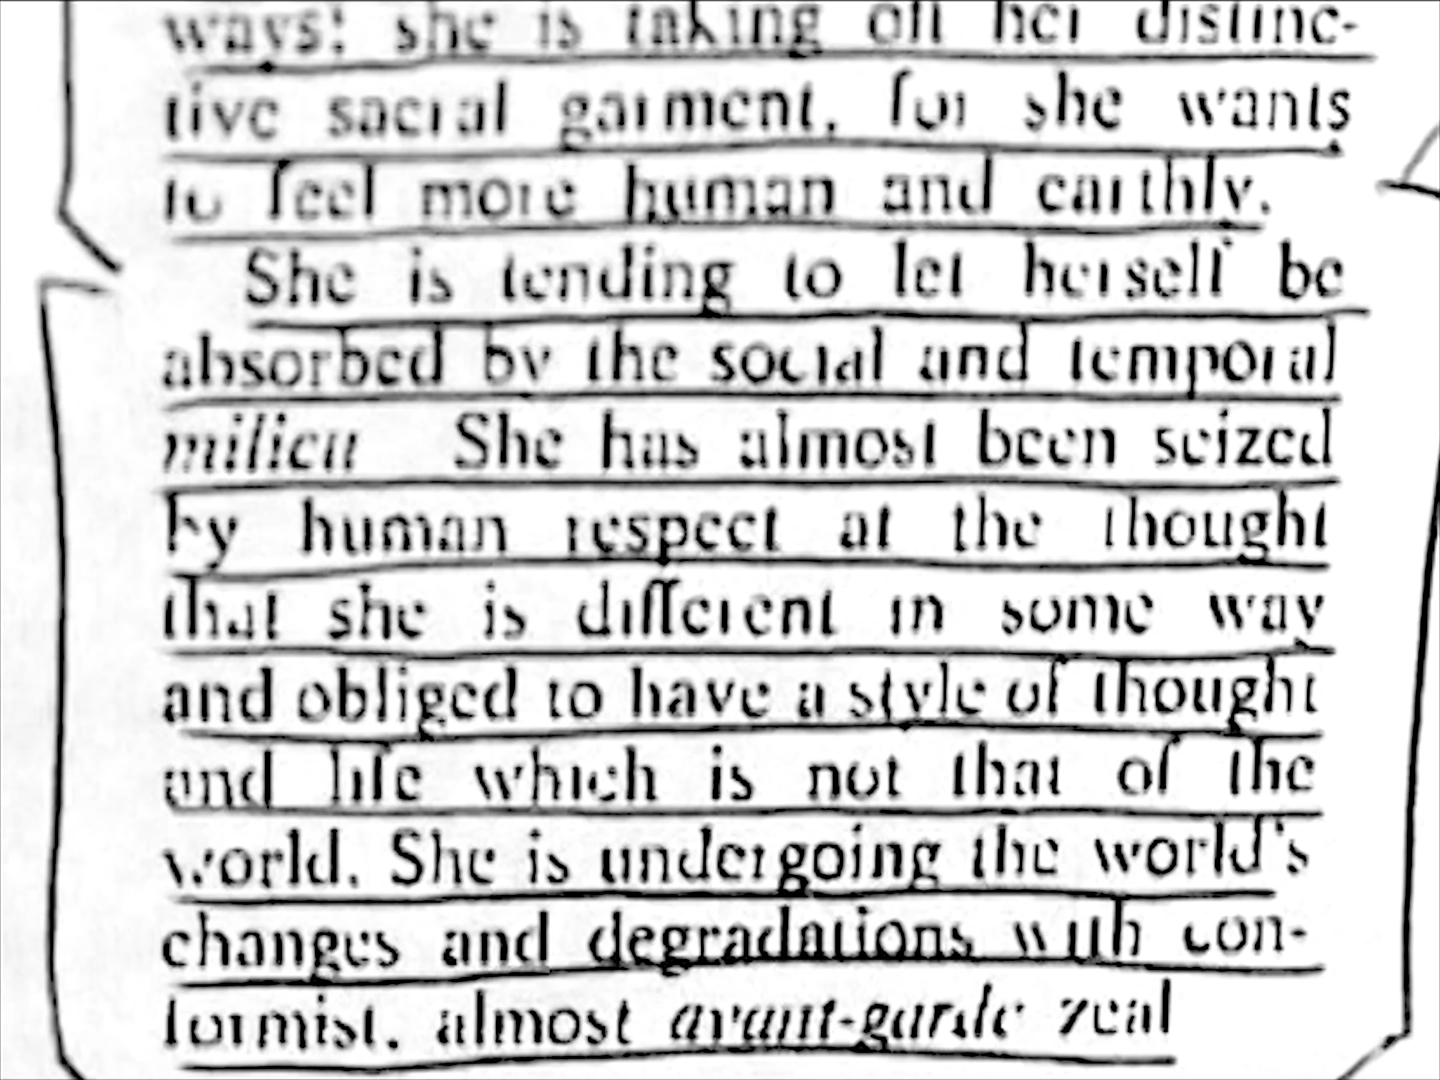 ways: she is taking off her distinc-
tive sacral garment, for she wants
to feel more human and earthly.
She is tending to let herself be
absorbed by the social and temporal
milieu She has almost been seized
by human respect at the thought
that she is different in some way
and obliged to have a style of thought
and life which is not that of the
world. She is undergoing the world's
changes and degradations with con-
formist, almost avant-garde zeal